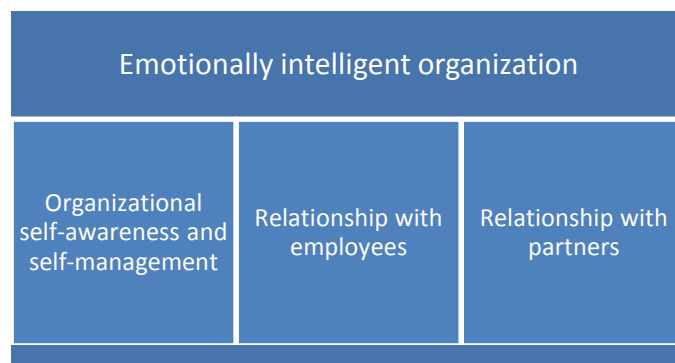 Emotionally intelligent organization
Organizational
self-awareness and
self-management
Relationship with
employees
Relationship with
partners